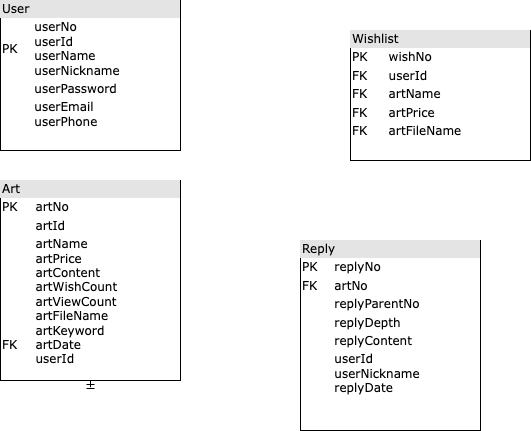 User
userNo
PK userId
userName
userNickname
userPassword
userEmail
userPhone
Wishlist
PK wishNo
FK userId
FK artName
FK artPrice
FK artFileName
Art
PK artNo
artId
artName
artPrice
artContent
artWishCount
artViewCount
artFileName
artKeyword
FK artDate
userId
±
Reply
PK replyNo
FK artNo
replyParentNo
replyDepth
replyContent
userId
userNickname
replyDate